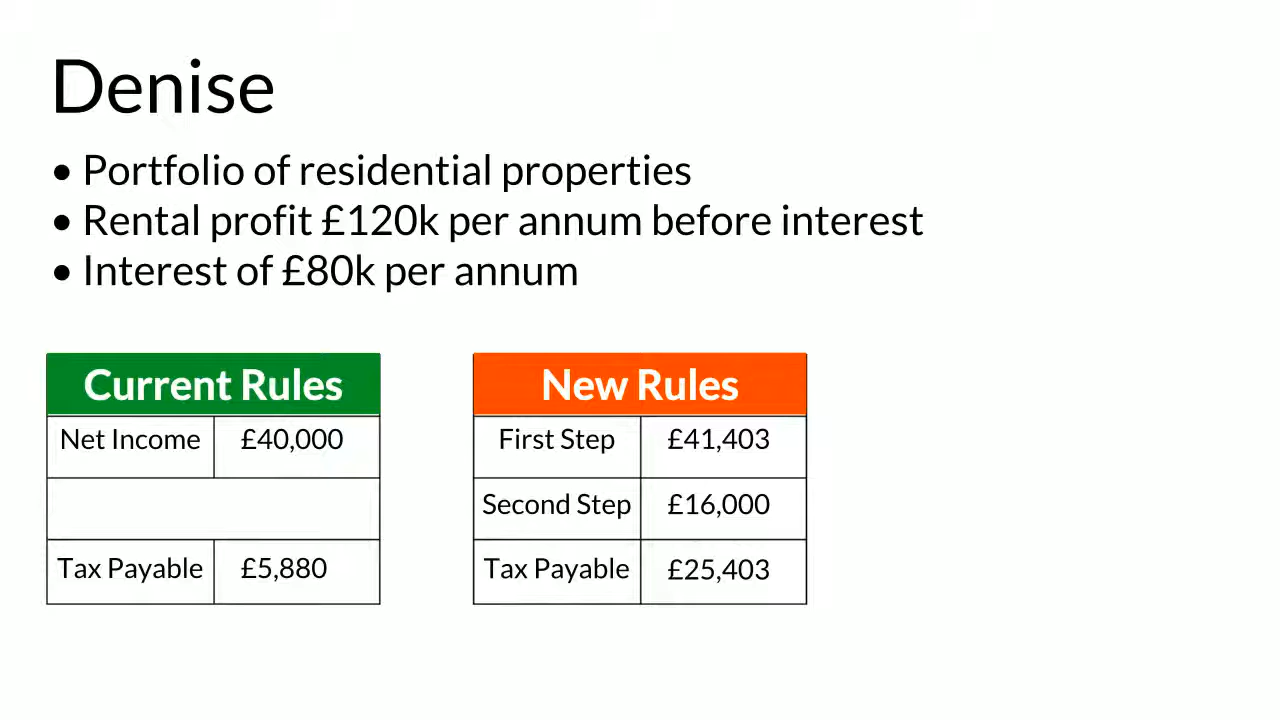 Denise
• Portfolio of residential properties
• Rental profit £120k per annum before interest
• Interest of £80k per annum
Current Rules
Net Income £40,000
Tax Payable £5,880
New Rules
First Step £41,403
Second Step £16,000
Tax Payable £25,403